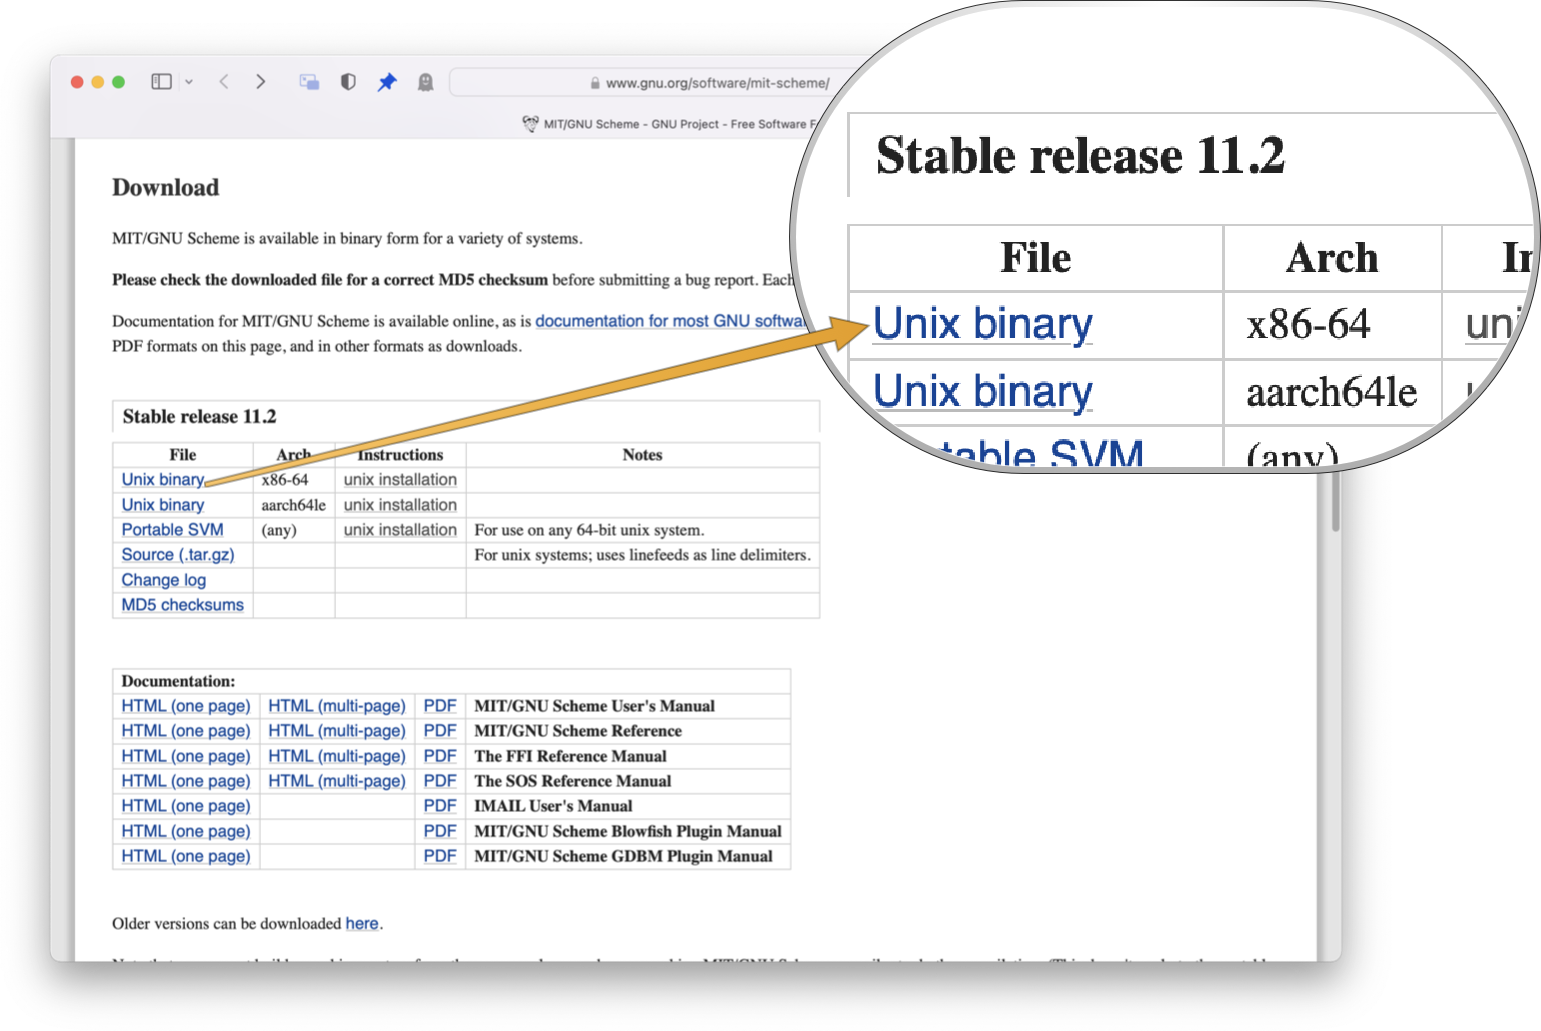 www.gnu.org/software/mit-scheme/
MIT/GNU Scheme - GNU Project - Free Software
Download
MIT/GNU Scheme is available in binary form for a variety of systems.
Please check the downloaded file for a correct MD5 checksum before submitting a bug report. Each
Documentation for MIT/GNU Scheme is available online, as is documentation for most GNU softwa
PDF formats on this page, and in other formats as downloads.
Stable release 11.2
File Arch Instructions Notes
Unix binary x86-64 unix installation
Unix binary aarch64le unix installation
Portable SVM (any) unix installation For use on any 64-bit unix system.
Source (.tar.gz) For unix systems; uses linefeeds as line delimiters.
Change log
MD5 checksums
Documentation:
HTML (one page) HTML (multi-page) PDF MIT/GNU Scheme User's Manual
HTML (one page) HTML (multi-page) PDF MIT/GNU Scheme Reference
HTML (one page) HTML (multi-page) PDF The FFI Reference Manual
HTML (one page) HTML (multi-page) PDF The SOS Reference Manual
HTML (one page) PDF IMAIL User's Manual
HTML (one page) PDF MIT/GNU Scheme Blowfish Plugin Manual
HTML (one page) PDF MIT/GNU Scheme GDBM Plugin Manual
Older versions can be downloaded here.
Stable release 11.2
File Arch
Unix binary x86-64 uni
Unix binary aarch64le
table SVM (any)